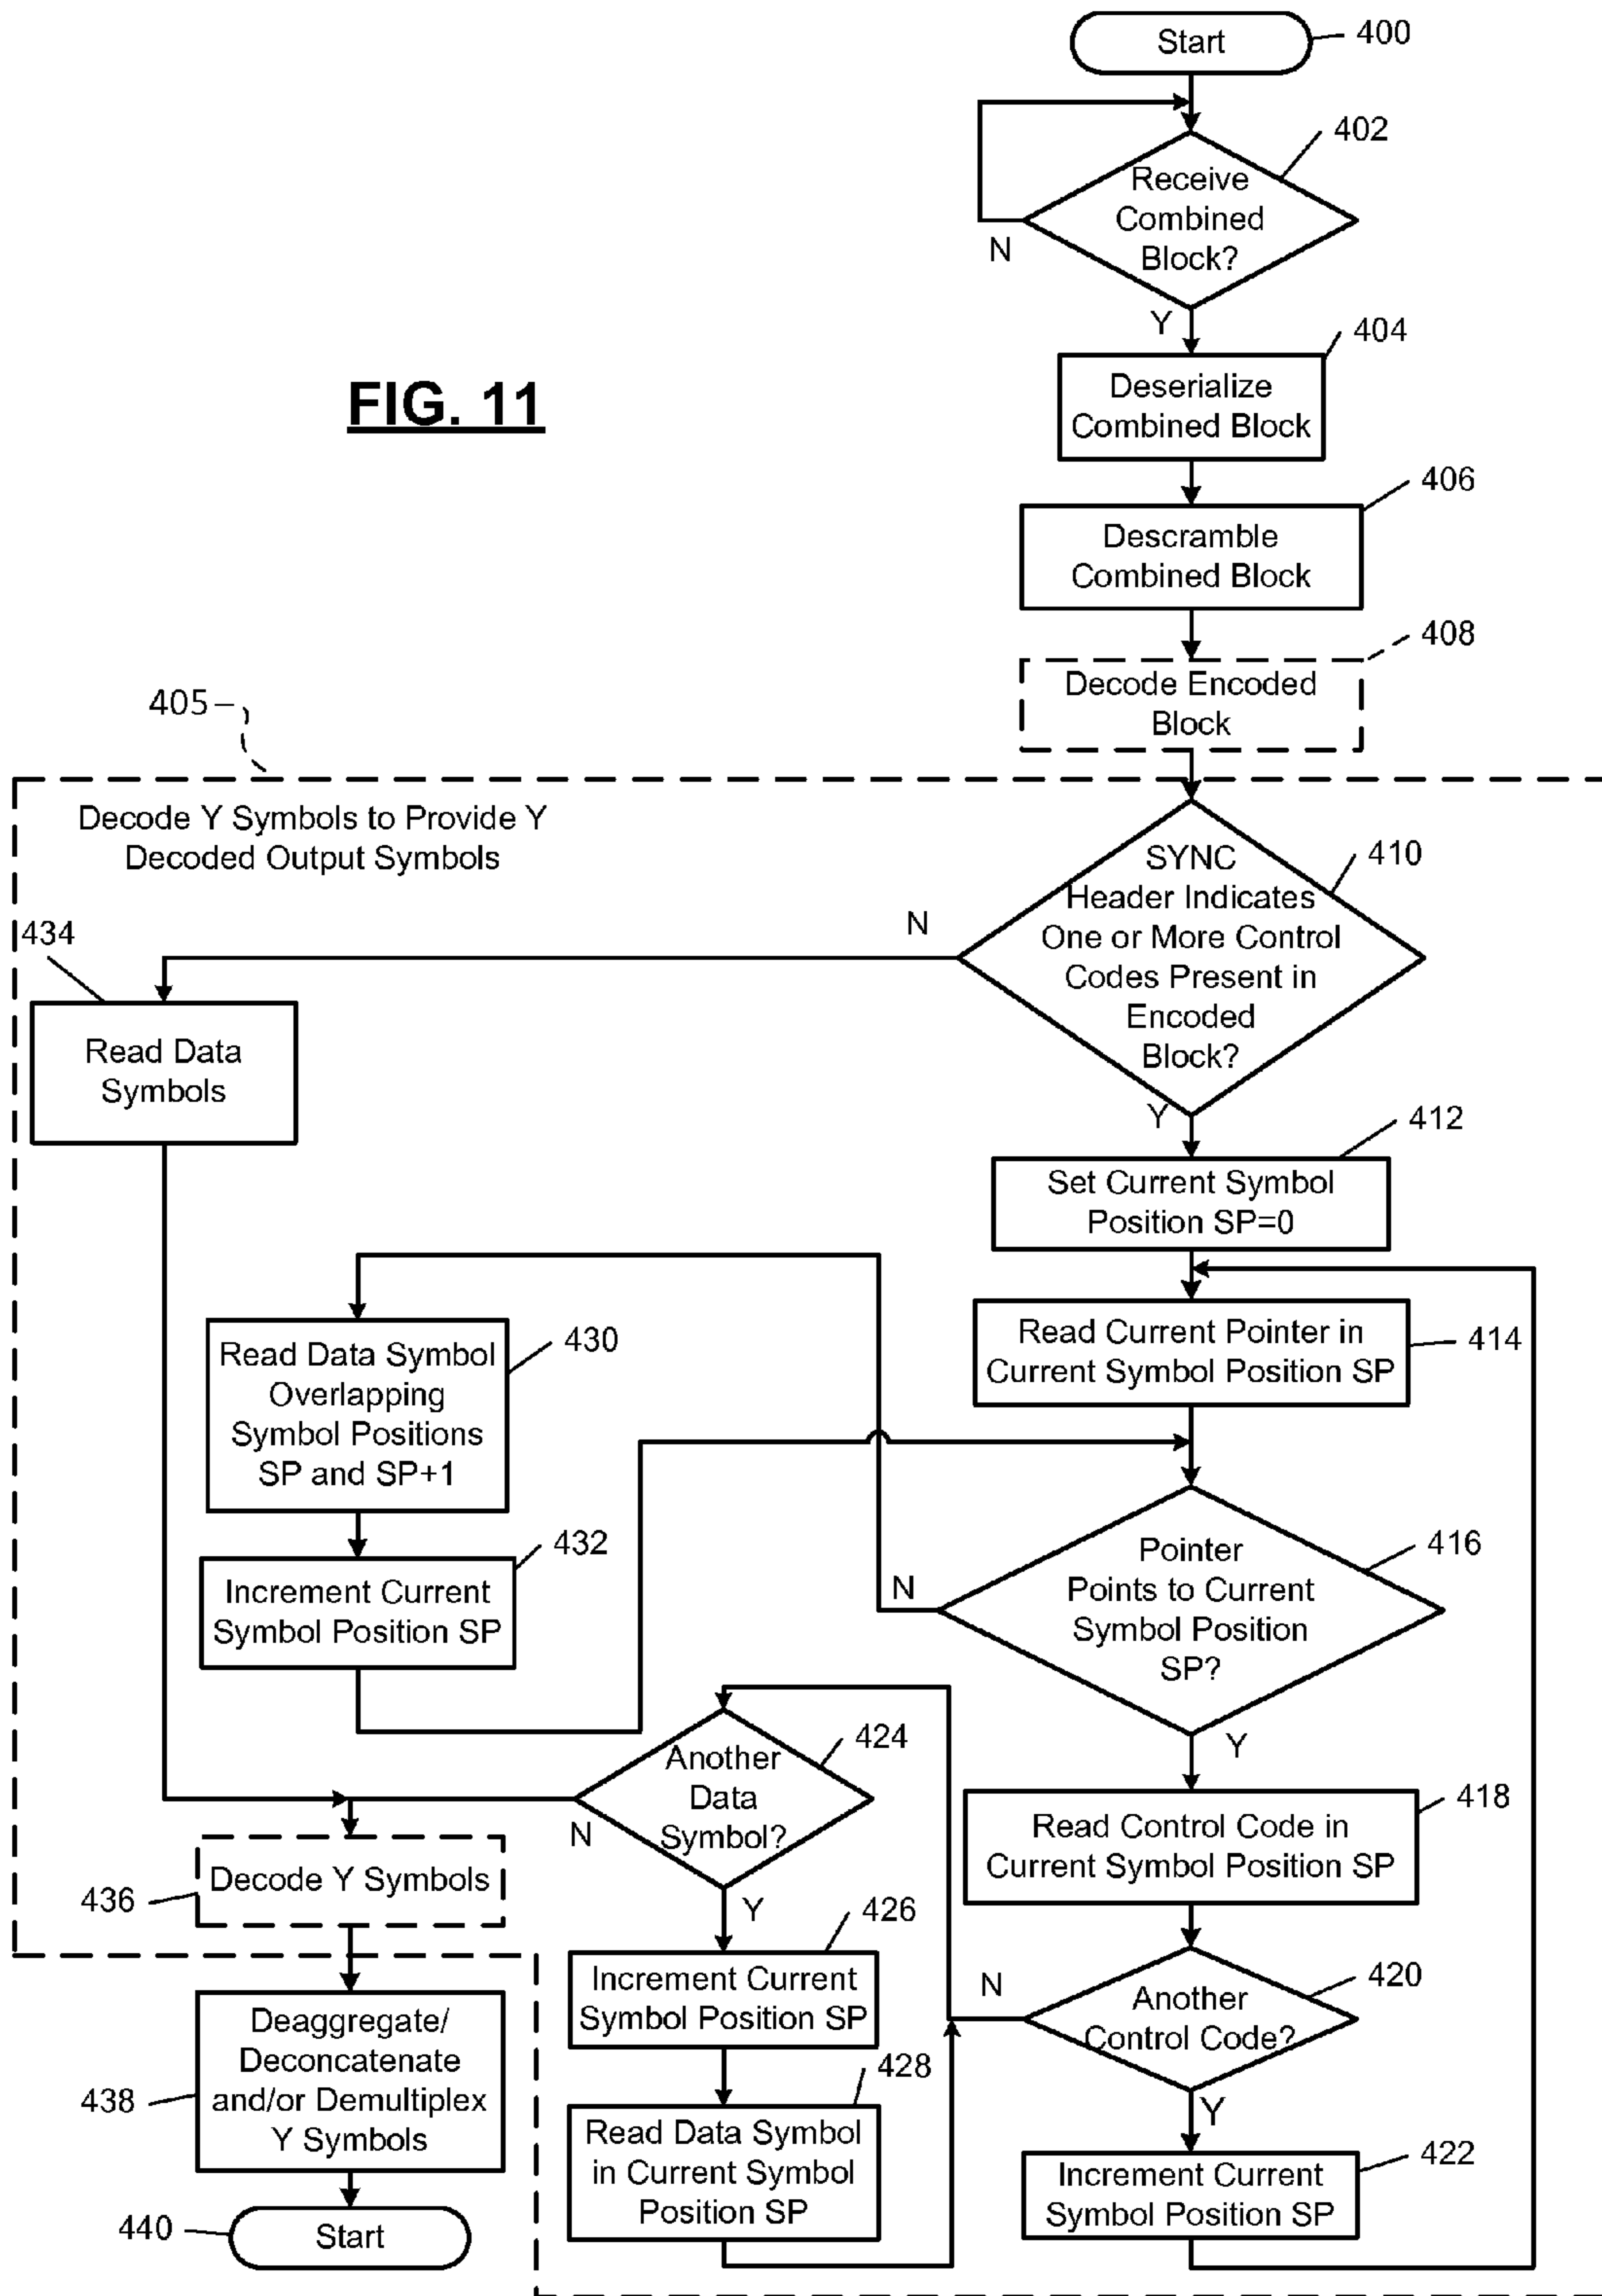 Start
400
402
Receive
Combined
Block?
N
Y
404
FIG. 11
Deserialize
Combined Block
406
Descramble
Combined Block
408
Decode Encoded
Block
405
Decode Y Symbols to Provide Y
Decoded Output Symbols
SYNC
Header Indicates
One or More Control
Codes Present in
Encoded
Block?
410
N
434
Read Data
Symbols
Y
412
Set Current Symbol
Position SP=0
Read Current Pointer in
Current Symbol Position SP
414
Read Data Symbol
Overlapping
Symbol Positions
SP and SP+1
430
432
Increment Current
Symbol Position SP
Pointer
Points to Current
Symbol Position
SP?
416
N
Y
Another
Data
Symbol?
424
N
Y
Read Control Code in
Current Symbol Position SP
418
Decode Y Symbols
436
426
Increment Current
Symbol Position SP
Another
Control Code?
420
N
Y
428
Read Data Symbol
in Current Symbol
Position SP
422
Increment Current
Symbol Position SP
Deaggregate/
Deconcatenate
and/or Demultiplex
Y Symbols
438
440
Start